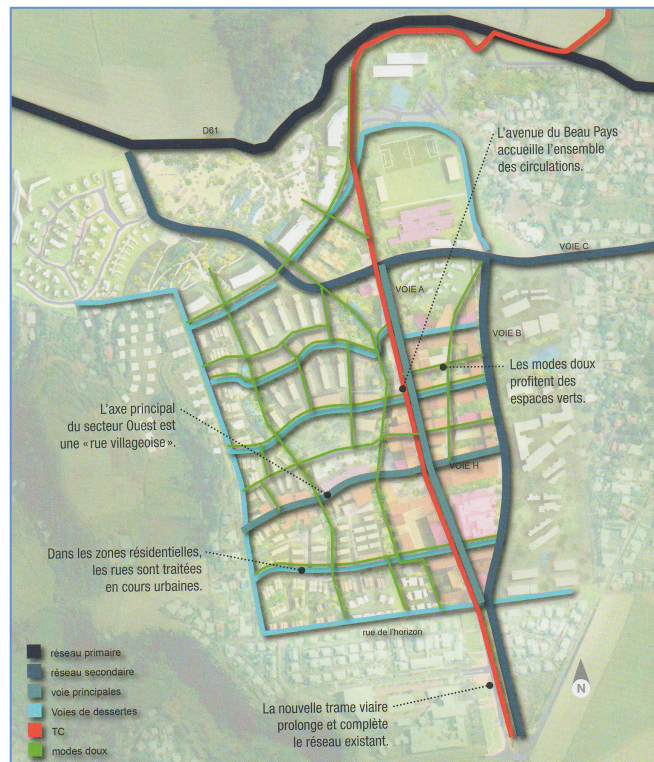 D61
L'avenue du Beau Pays
accueille l'ensemble
des circulations.
VOIE C
VOIE A
VOIE B
Les modes doux
profitent des
espaces verts.
L'axe principal
du secteur Ouest est
une « rue villageoise ».
VOIE H
Dans les zones résidentielles,
les rues sont traitées
en cours urbaines.
rue de l'horizon
réseau primaire
réseau secondaire
voie principales
Voies de dessertes
TC
modes doux
La nouvelle trame viaire
prolonge et complète
le réseau existant.
N